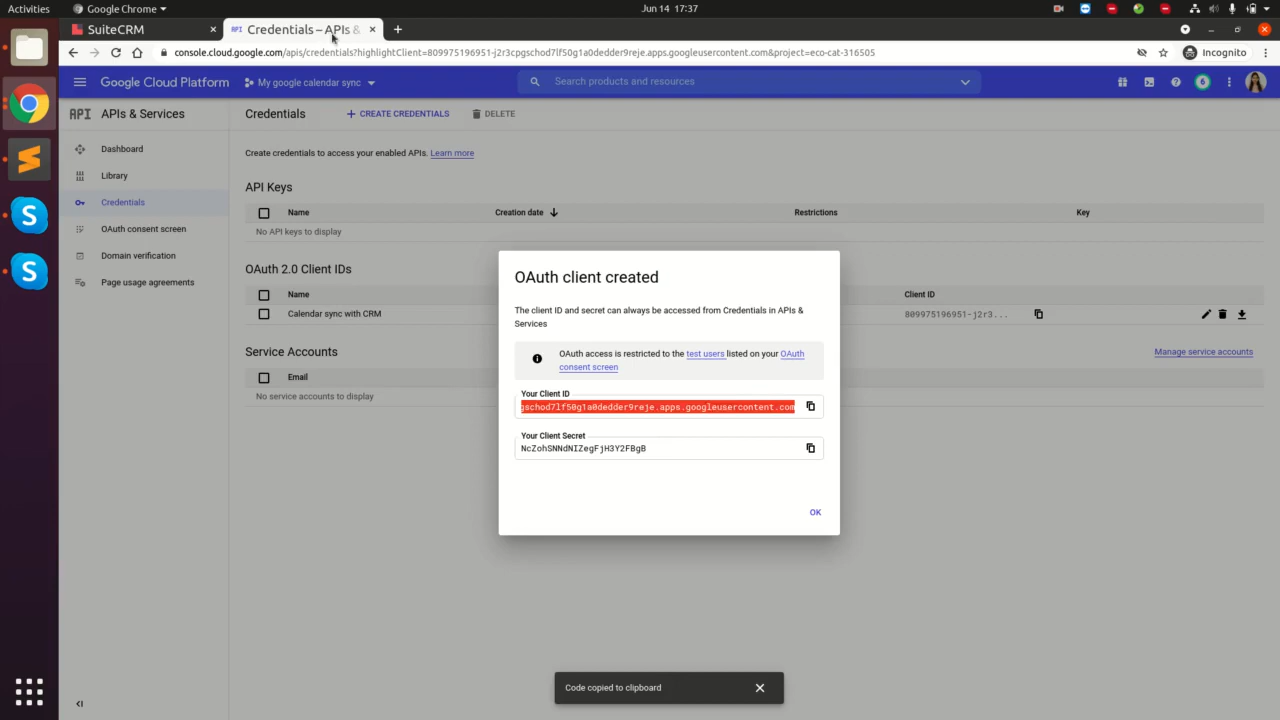 Activities
Google Chrome
Jun 14 17:37
SuiteCRM
API Credentials – APIs &
console.cloud.google.com/apis/credentials?highlightClient=809975196951-j2r3cpgschod7lf50g1a0dedder9reje.apps.googleusercontent.com&project=eco-cat-316505
Incognito
Google Cloud Platform
My google calendar sync
Search products and resources
6
API APIs & Services
Credentials
+ CREATE CREDENTIALS
DELETE
Dashboard
Library
Credentials
OAuth consent screen
Domain verification
Page usage agreements
Create credentials to access your enabled APIs. Learn more
API Keys
Name
Creation date
Restrictions
Key
No API keys to display
OAuth 2.0 Client IDs
Name
Client ID
Calendar sync with CRM
809975196951-j2r3...
Service Accounts
Manage service accounts
Email
No service accounts to display
OAuth client created
The client ID and secret can always be accessed from Credentials in APIs &
Services
OAuth access is restricted to the test users listed on your OAuth
consent screen
Your Client ID
gschod7lf50g1a0dedder9reje.apps.googleusercontent.com
Your Client Secret
NcZohSNNdNIZegFjH3Y2FBgB
OK
Code copied to clipboard